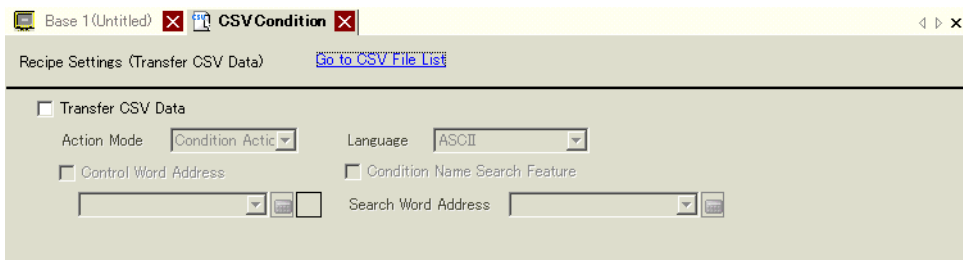 Base 1(Untitled) CSV CSVCondition
Recipe Settings (Transfer CSV Data) Go to CSV File List
Transfer CSV Data
Action Mode Condition Actic Language ASCII
Control Word Address Condition Name Search Feature
Search Word Address